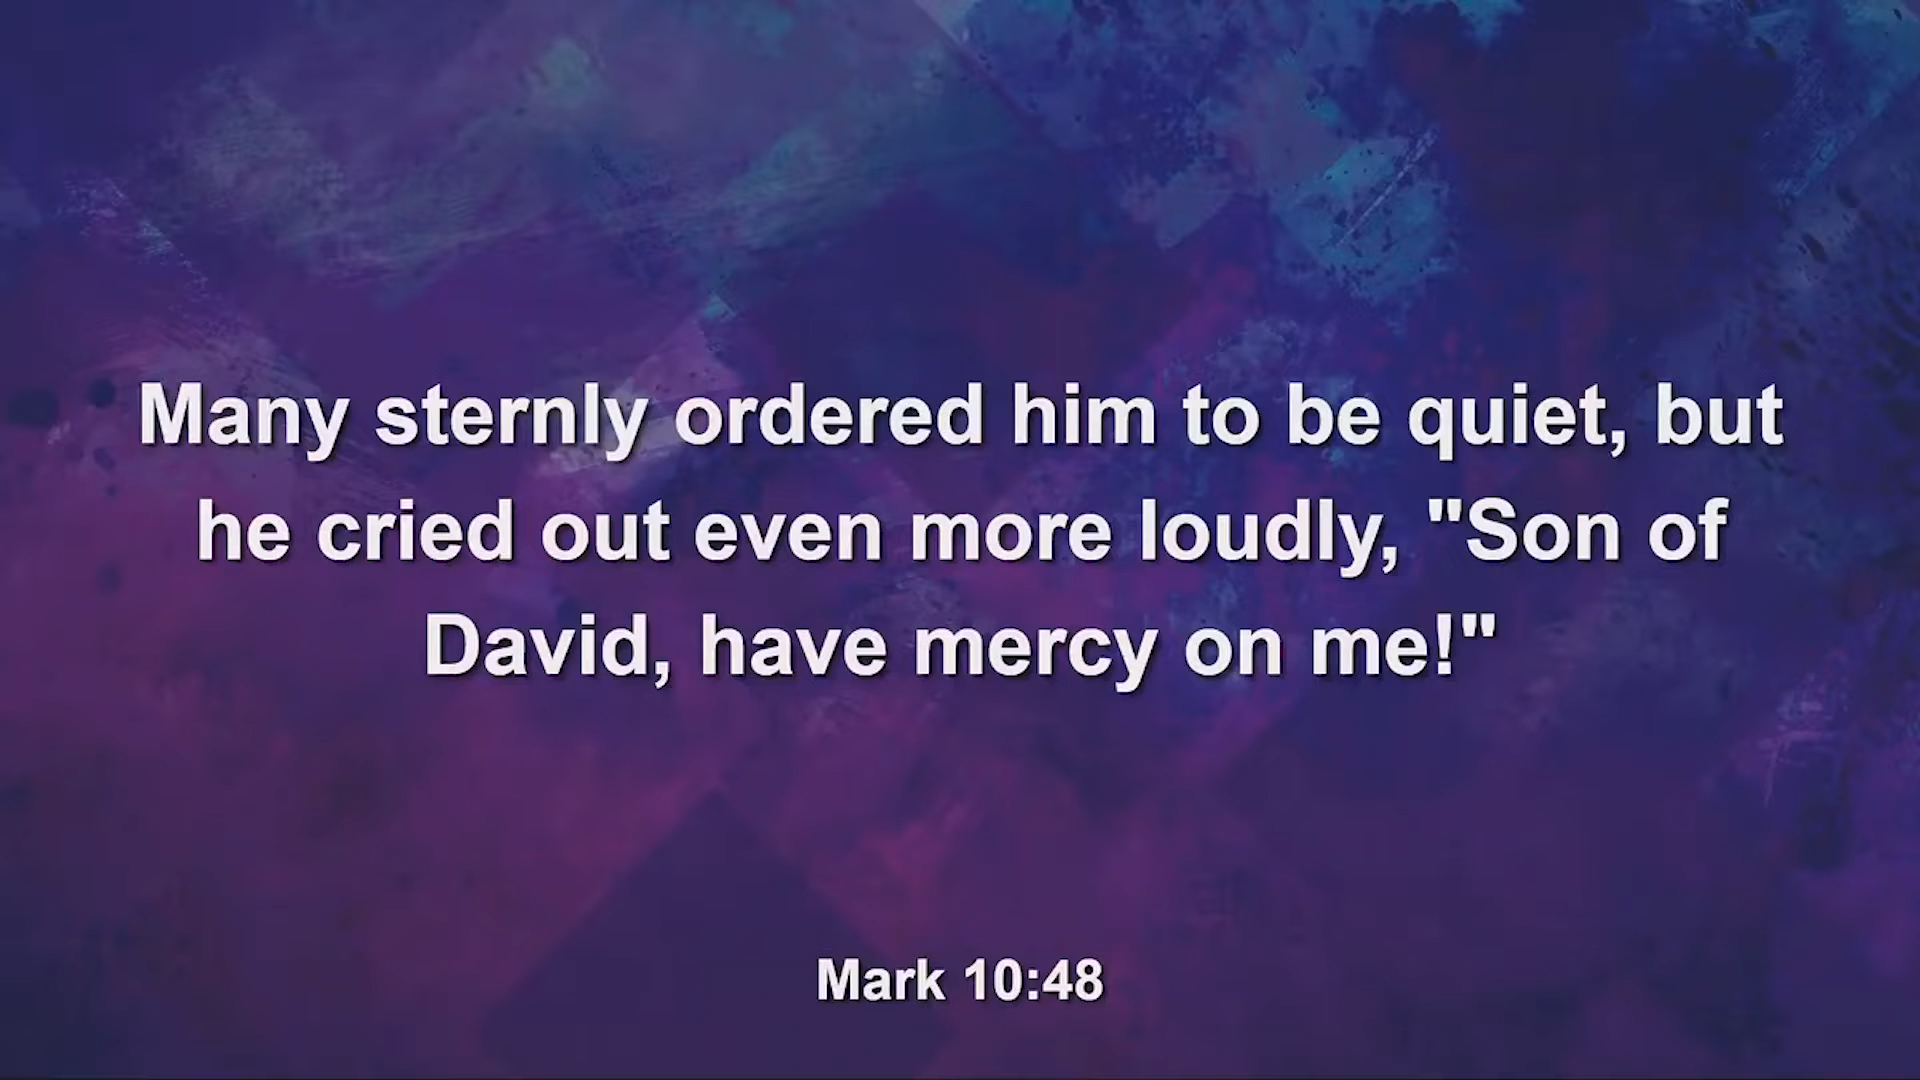 Many sternly ordered him to be quiet, but
he cried out even more loudly, "Son of
David, have mercy on me!"
Mark 10:48